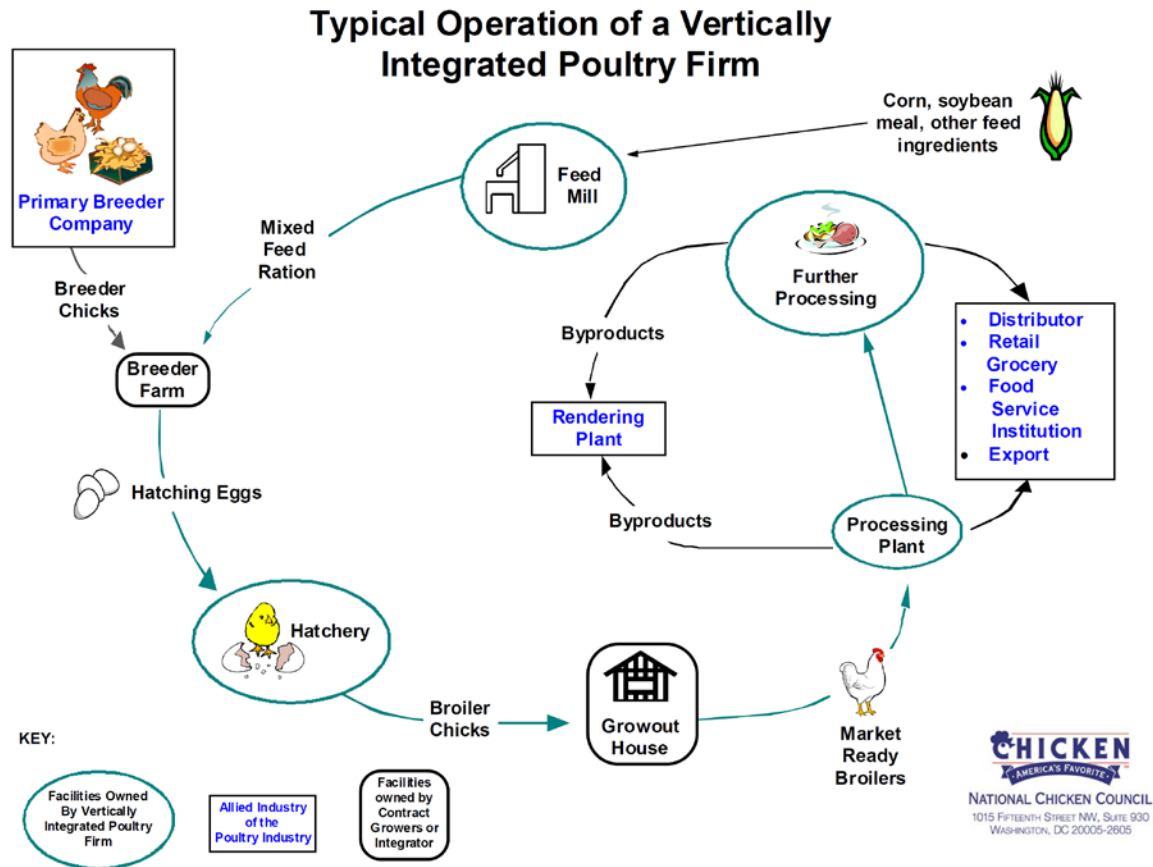 Typical Operation of a Vertically
Integrated Poultry Firm
Primary Breeder
Company
Corn, soybean
meal, other feed
ingredients
Feed
Mill
Mixed
Feed
Ration
Breeder
Chicks
Breeder
Farm
Hatching Eggs
Hatchery
Broiler
Chicks
Growout
House
Market
Ready
Broilers
Processing
Plant
Byproducts
Rendering
Plant
Byproducts
Further
Processing
• Distributor
• Retail
Grocery
• Food
Service
Institution
• Export
KEY:
Facilities Owned
By Vertically
Integrated Poultry
Firm
Allied Industry
of the
Poultry Industry
Facilities
owned by
Contract
Growers or
Integrator
CHICKEN
AMERICA'S FAVORITE
NATIONAL CHICKEN COUNCIL
1015 FIFTEENTH STREET NW, SUITE 930
WASHINGTON, DC 20005-2605